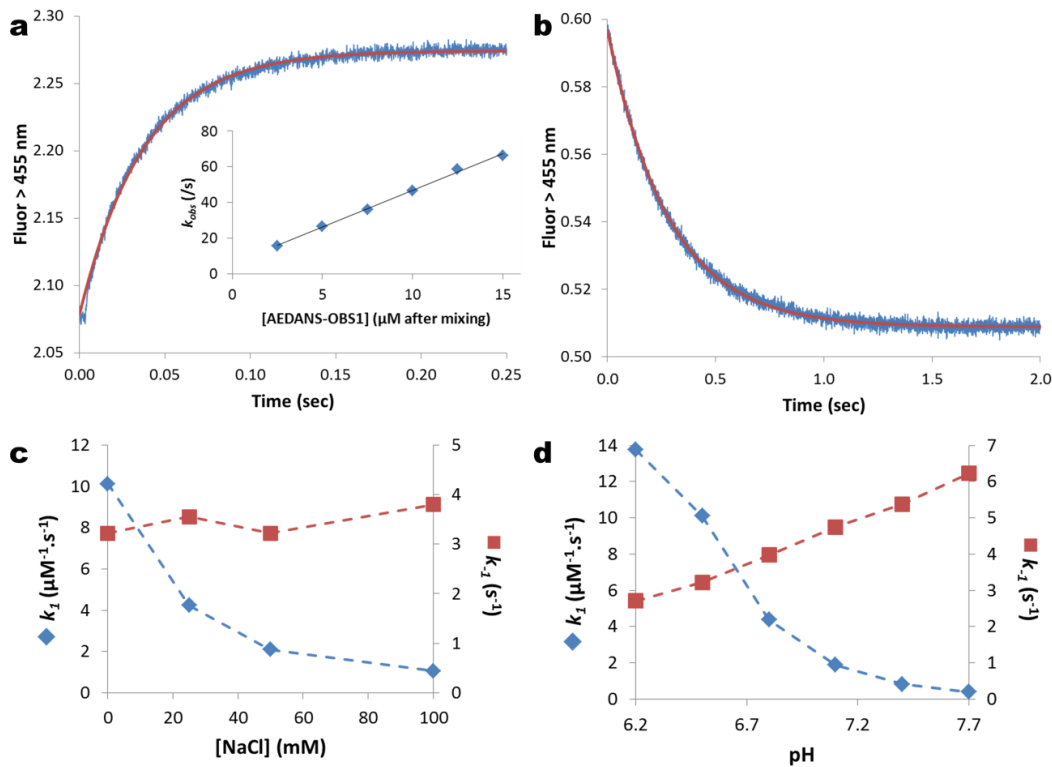 a
2.30
2.25
2.20
2.15
2.10
2.05
Fluor > 455 nm
0.00 0.05 0.10 0.15 0.20 0.25
Time (sec)
80
60
40
20
0
kobs (/s)
0 5 10 15
[AEDANS-OBS1] (µM after mixing)
b
0.60
0.58
0.56
0.54
0.52
0.50
Fluor > 455 nm
0.0 0.5 1.0 1.5 2.0
Time (sec)
c
12
10
8
6
4
2
0
k1 (µM-1.s-1)
5
4
3
2
1
0
k-1 (s-1)
0 20 40 60 80 100
[NaCl] (mM)
d
14
12
10
8
6
4
2
0
k1 (µM-1.s-1)
7
6
5
4
3
2
1
0
k-1 (s-1)
6.2 6.7 7.2 7.7
pH